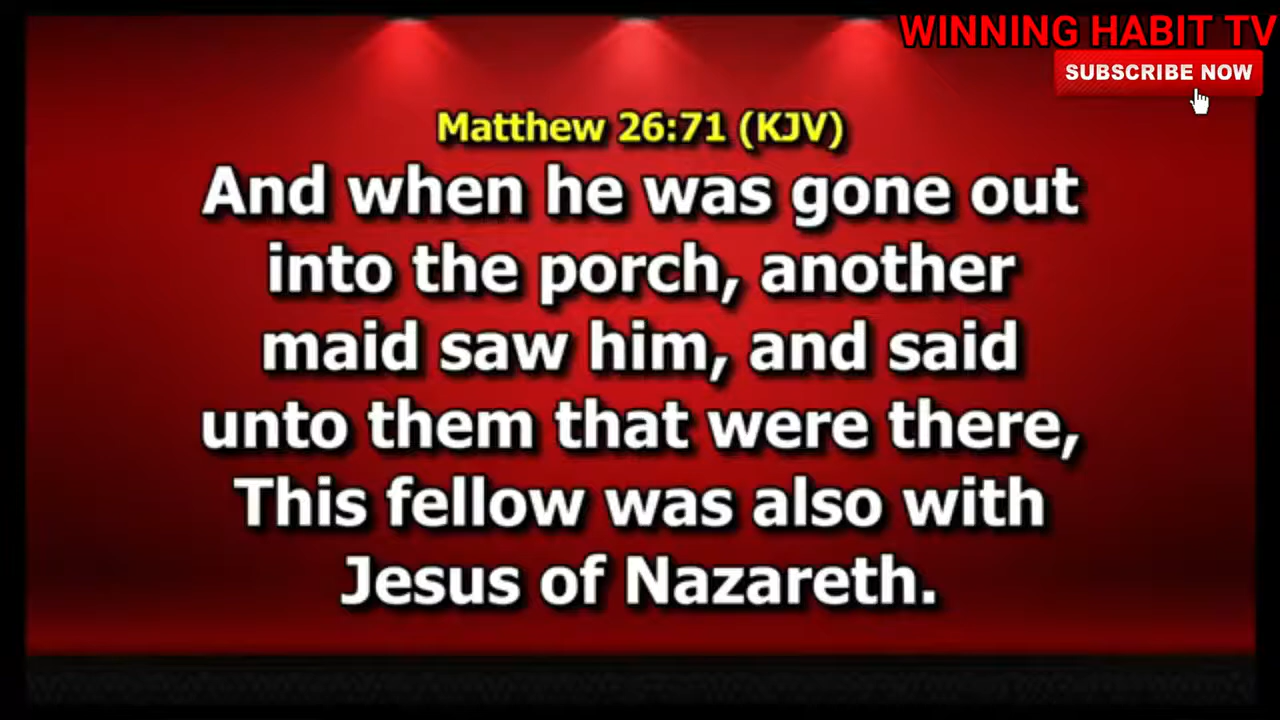 WINNING HABIT TV
SUBSCRIBE NOW
Matthew 26:71 (KJV)
And when he was gone out
into the porch, another
maid saw him, and said
unto them that were there,
This fellow was also with
Jesus of Nazareth.